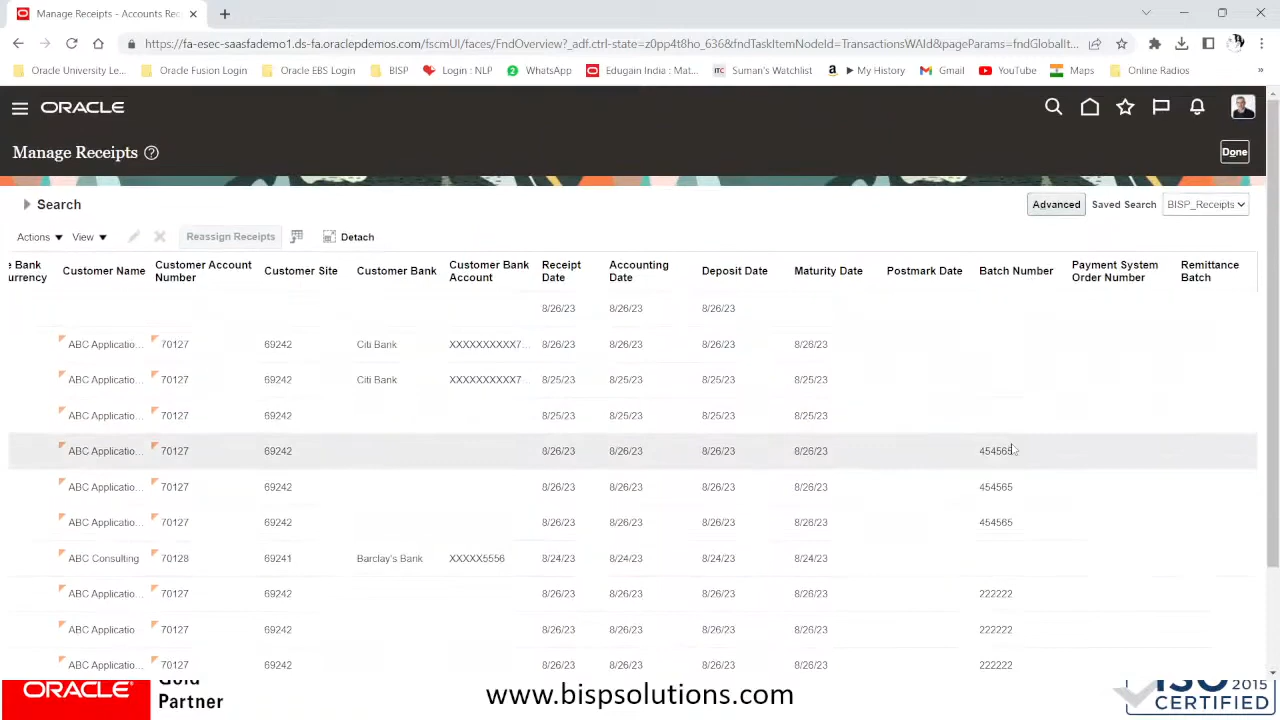 Manage Receipts - Accounts Rec
https://fa-esec-saasfademo1.ds-fa.oraclepdemos.com/fscmUI/faces/FndOverview?_adf.ctrl-state=z0pp4t8ho_636&fndTaskItemNodeId=TransactionsWAId&pageParams=fndGlobalIt...
Oracle University Le... Oracle Fusion Login Oracle EBS Login BISP Login : NLP WhatsApp Edugain India : Mat... Suman's Watchlist My History Gmail YouTube Maps Online Radios »
ORACLE
Manage Receipts Done
Search Advanced Saved Search BISP_Receipts
Actions View Reassign Receipts Detach
e Bank urrency Customer Name Customer Account Number Customer Site Customer Bank Customer Bank Account Receipt Date Accounting Date Deposit Date Maturity Date Postmark Date Batch Number Payment System Order Number Remittance Batch
8/26/23 8/26/23 8/26/23
ABC Applicatio... 70127 69242 Citi Bank XXXXXXXXXX7... 8/26/23 8/26/23 8/26/23 8/26/23
ABC Applicatio... 70127 69242 Citi Bank XXXXXXXXXX7... 8/25/23 8/25/23 8/25/23 8/25/23
ABC Applicatio... 70127 69242 8/25/23 8/25/23 8/25/23 8/25/23
ABC Applicatio... 70127 69242 8/26/23 8/26/23 8/26/23 8/26/23 454565
ABC Applicatio... 70127 69242 8/26/23 8/26/23 8/26/23 8/26/23 454565
ABC Applicatio... 70127 69242 8/26/23 8/26/23 8/26/23 8/26/23 454565
ABC Consulting 70128 69241 Barclay's Bank XXXXX5556 8/24/23 8/24/23 8/24/23 8/24/23
ABC Applicatio... 70127 69242 8/26/23 8/26/23 8/26/23 8/26/23 222222
ABC Applicatio 70127 69242 8/26/23 8/26/23 8/26/23 8/26/23 222222
ABC Applicatio... 70127 69242 8/26/23 8/26/23 8/26/23 8/26/23 222222
ORACLE Gold Partner
www.bispsolutions.com
ISO 2015 CERTIFIED